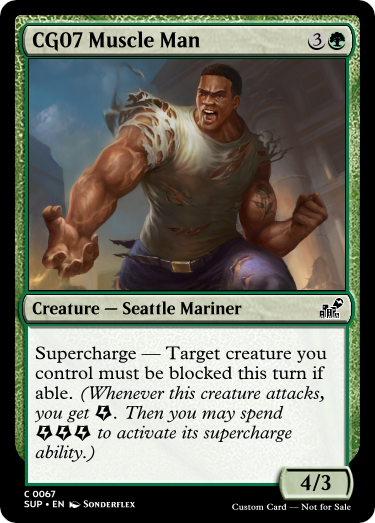 CG07 Muscle Man 3
Creature — Seattle Mariner
Supercharge — Target creature you
control must be blocked this turn if
able. (Whenever this creature attacks,
you get . Then you may spend
to activate its supercharge
ability.)
4/3
C 0067
SUP • EN Sonderflex
Custom Card — Not for Sale